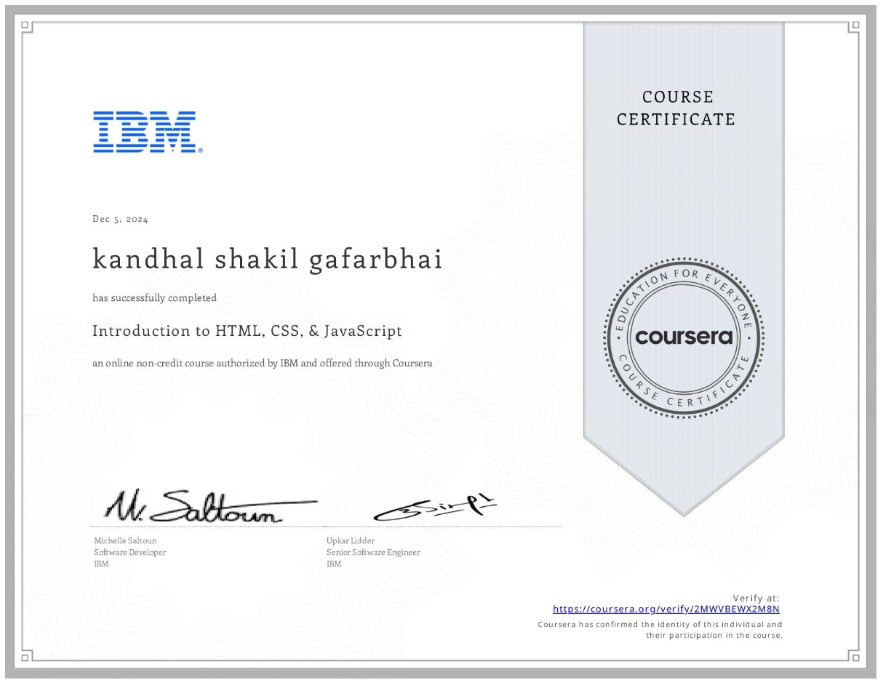 COURSE
CERTIFICATE
IBM
Dec 5, 2024
kandhal shakil gafarbhai
has successfully completed
Introduction to HTML, CSS, & JavaScript
an online non-credit course authorized by IBM and offered through Coursera
EDUCATION FOR EVERYONE
coursera
COURSE CERTIFICATE
M. Saltoun
Michelle Saltoun
Software Developer
IBM
Upkar Lidder
Senior Software Engineer
IBM
Verify at:
https://coursera.org/verify/2MWVBEWX2M8N
Coursera has confirmed the identity of this individual and
their participation in the course.